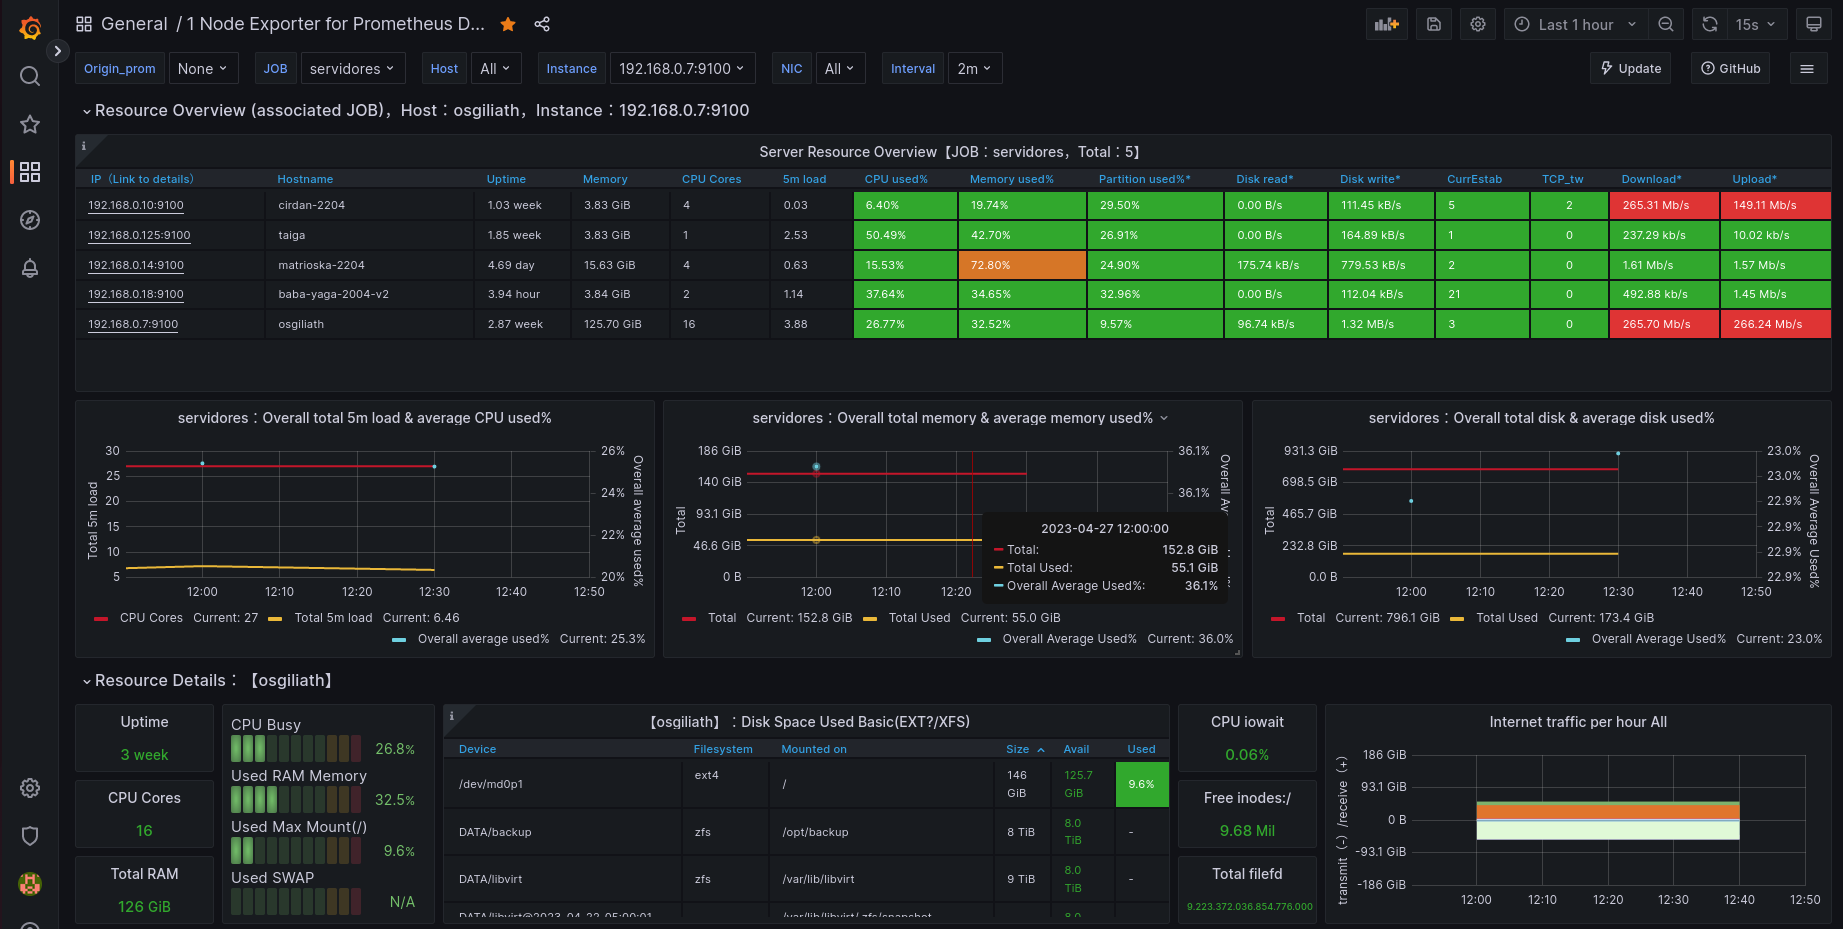 General / 1 Node Exporter for Prometheus D...
Last 1 hour
15s
Origin_prom None JOB servidores Host All Instance 192.168.0.7:9100 NIC All Interval 2m Update GitHub
Resource Overview (associated JOB)，Host：osgiliath，Instance：192.168.0.7:9100
Server Resource Overview【JOB：servidores，Total：5】
IP（Link to details） Hostname Uptime Memory CPU Cores 5m load CPU used% Memory used% Partition used%* Disk read* Disk write* CurrEstab TCP_tw Download* Upload*
192.168.0.10:9100 cirdan-2204 1.03 week 3.83 GiB 4 0.03 6.40% 19.74% 29.50% 0.00 B/s 111.45 kB/s 5 2 265.31 Mb/s 149.11 Mb/s
192.168.0.125:9100 taiga 1.85 week 3.83 GiB 1 2.53 50.49% 42.70% 26.91% 0.00 B/s 164.89 kB/s 1 0 237.29 kb/s 10.02 kb/s
192.168.0.14:9100 matrioska-2204 4.69 day 15.63 GiB 4 0.63 15.53% 72.80% 24.90% 175.74 kB/s 779.53 kB/s 2 0 1.61 Mb/s 1.57 Mb/s
192.168.0.18:9100 baba-yaga-2004-v2 3.94 hour 3.84 GiB 2 1.14 37.64% 34.65% 32.96% 0.00 B/s 112.04 kB/s 21 0 492.88 kb/s 1.45 Mb/s
192.168.0.7:9100 osgiliath 2.87 week 125.70 GiB 16 3.88 26.77% 32.52% 9.57% 96.74 kB/s 1.32 MB/s 3 0 265.70 Mb/s 266.24 Mb/s
servidores：Overall total 5m load & average CPU used%
30
25
20
15
10
5
Total 5m load
26%
24%
22%
20%
Overall average used%
12:00 12:10 12:20 12:30 12:40 12:50
CPU Cores Current: 27 Total 5m load Current: 6.46
Overall average used% Current: 25.3%
servidores：Overall total memory & average memory used%
186 GiB
140 GiB
93.1 GiB
46.6 GiB
0 B
Total
36.1%
36.1%
Overall Av
12:00 12:10 12:20
2023-04-27 12:00:00
Total: 152.8 GiB
Total Used: 55.1 GiB
Overall Average Used%: 36.1%
Total Current: 152.8 GiB Total Used Current: 55.0 GiB
Overall Average Used% Current: 36.0%
servidores：Overall total disk & average disk used%
931.3 GiB
698.5 GiB
465.7 GiB
232.8 GiB
0.0 B
Total
23.0%
23.0%
22.9%
22.9%
22.9%
22.9%
Overall Average Used%
12:00 12:10 12:20 12:30 12:40 12:50
Total Current: 796.1 GiB Total Used Current: 173.4 GiB
Overall Average Used% Current: 23.0%
Resource Details：【osgiliath】
Uptime
3 week
CPU Cores
16
Total RAM
126 GiB
CPU Busy
26.8%
Used RAM Memory
32.5%
Used Max Mount(/)
9.6%
Used SWAP
N/A
【osgiliath】：Disk Space Used Basic(EXT?/XFS)
Device Filesystem Mounted on Size Avail Used
/dev/md0p1 ext4 / 146 GiB 125.7 GiB 9.6%
DATA/backup zfs /opt/backup 8 TiB 8.0 TiB -
DATA/libvirt zfs /var/lib/libvirt 9 TiB 8.0 TiB -
DATA/libvirt@2023-04-22-05:00:01 /var/lib/libvirt/.zfs/snapshot 8.0
CPU iowait
0.06%
Free inodes:/
9.68 Mil
Total filefd
9.223.372.036.854.776.000
Internet traffic per hour All
186 GiB
93.1 GiB
0 B
-93.1 GiB
-186 GiB
transmit（-）/receive（+）
12:00 12:10 12:20 12:30 12:40 12:50